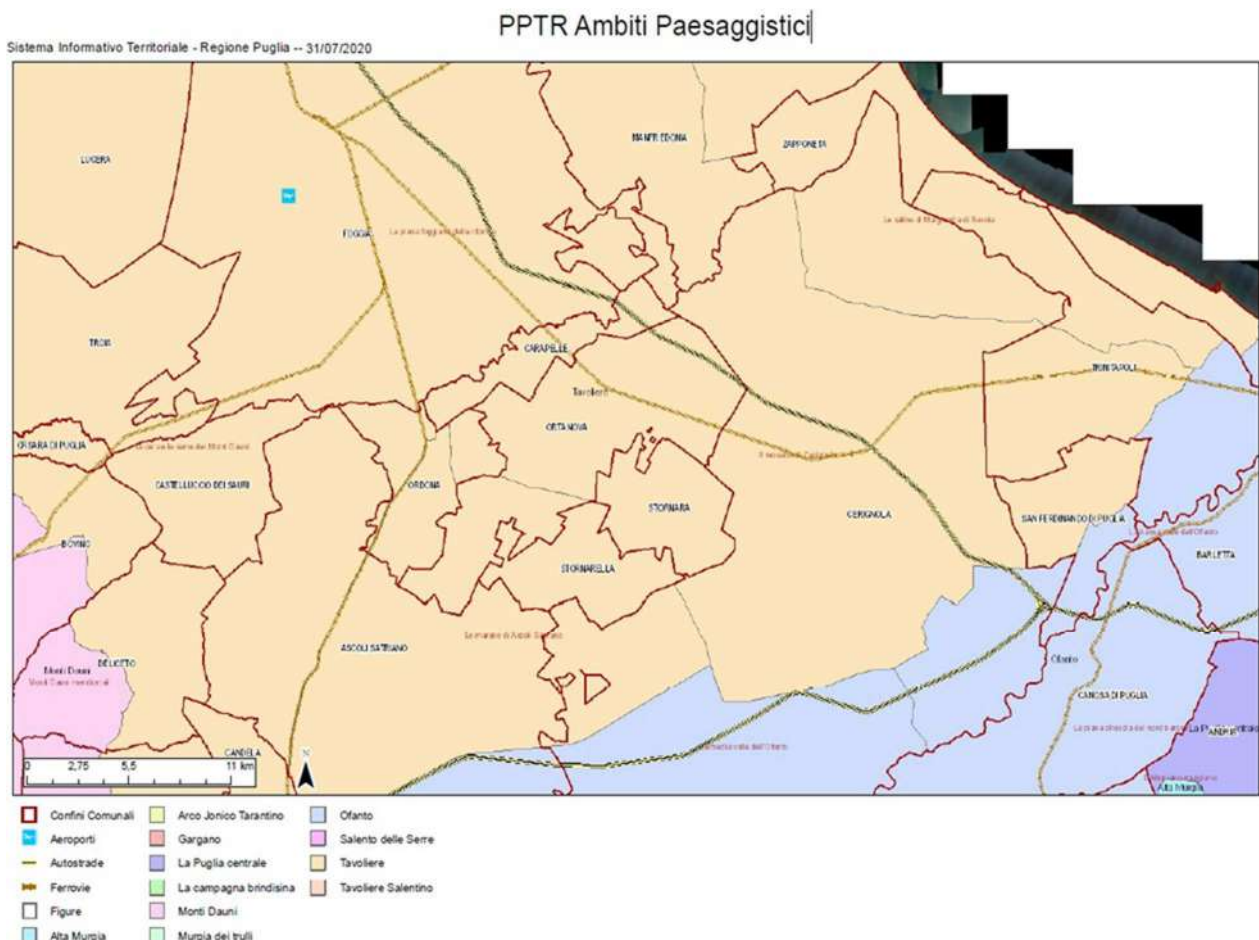 PPTR Ambiti Paesaggistici
Sistema Informativo Territoriale - Regione Puglia -- 31/07/2020
LUCERA
MANFREDONIA
ZAPPONETA
FOGGIA
TROIA
CARAPELLE
TRINITAPOLI
Tavoliere
ORTA NOVA
ORSARA DI PUGLIA
CASTELLUCCIO DEI SAURI
ORDONA
STORNARA
CERIGNOLA
SAN FERDINANDO DI PUGLIA
BOVINO
BARLETTA
STORNARELLA
ASCOLI SATRIANO
DELICETO
Monti Dauni
Ofanto
CANOSA DI PUGLIA
CANDELA
ANDRIA
Alta Murgia
0 2,75 5,5 11 km
N
Confini Comunali
Aeroporti
Autostrade
Ferrovie
Figure
Alta Murgia
Arco Jonico Tarantino
Gargano
La Puglia centrale
La campagna brindisina
Monti Dauni
Murgia dei trulli
Ofanto
Salento delle Serre
Tavoliere
Tavoliere Salentino